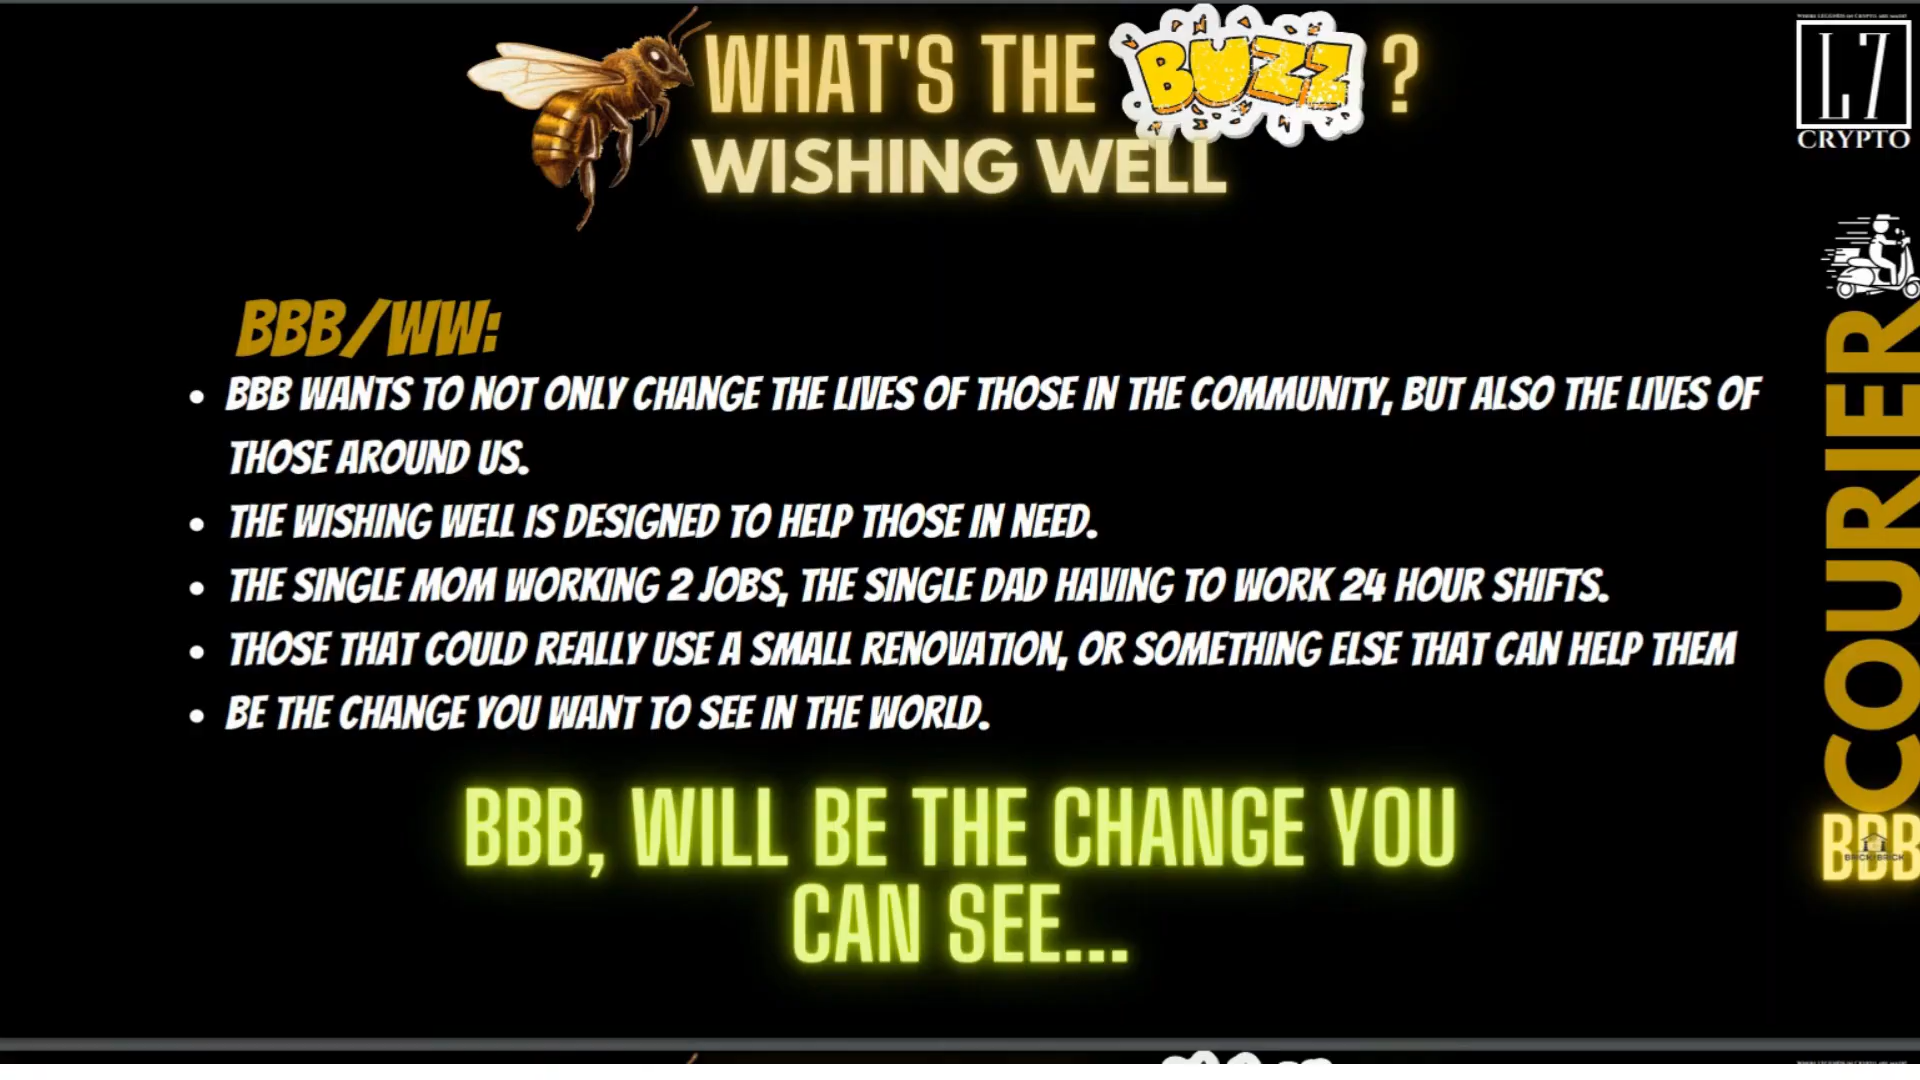 WHAT'S THE BUZZ ?
WISHING WELL
L7
CRYPTO
BBB/WW:
• BBB WANTS TO NOT ONLY CHANGE THE LIVES OF THOSE IN THE COMMUNITY, BUT ALSO THE LIVES OF
THOSE AROUND US.
• THE WISHING WELL IS DESIGNED TO HELP THOSE IN NEED.
• THE SINGLE MOM WORKING 2 JOBS, THE SINGLE DAD HAVING TO WORK 24 HOUR SHIFTS.
• THOSE THAT COULD REALLY USE A SMALL RENOVATION, OR SOMETHING ELSE THAT CAN HELP THEM
• BE THE CHANGE YOU WANT TO SEE IN THE WORLD.
BBB, WILL BE THE CHANGE YOU
CAN SEE...
COURIER
BBB